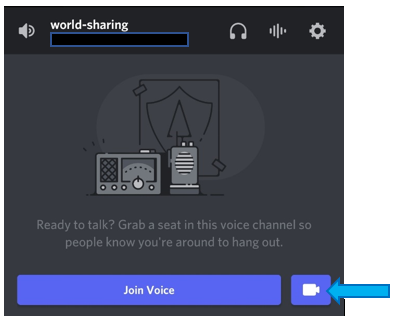 world-sharing
Ready to talk? Grab a seat in this voice channel so
people know you're around to hang out.
Join Voice